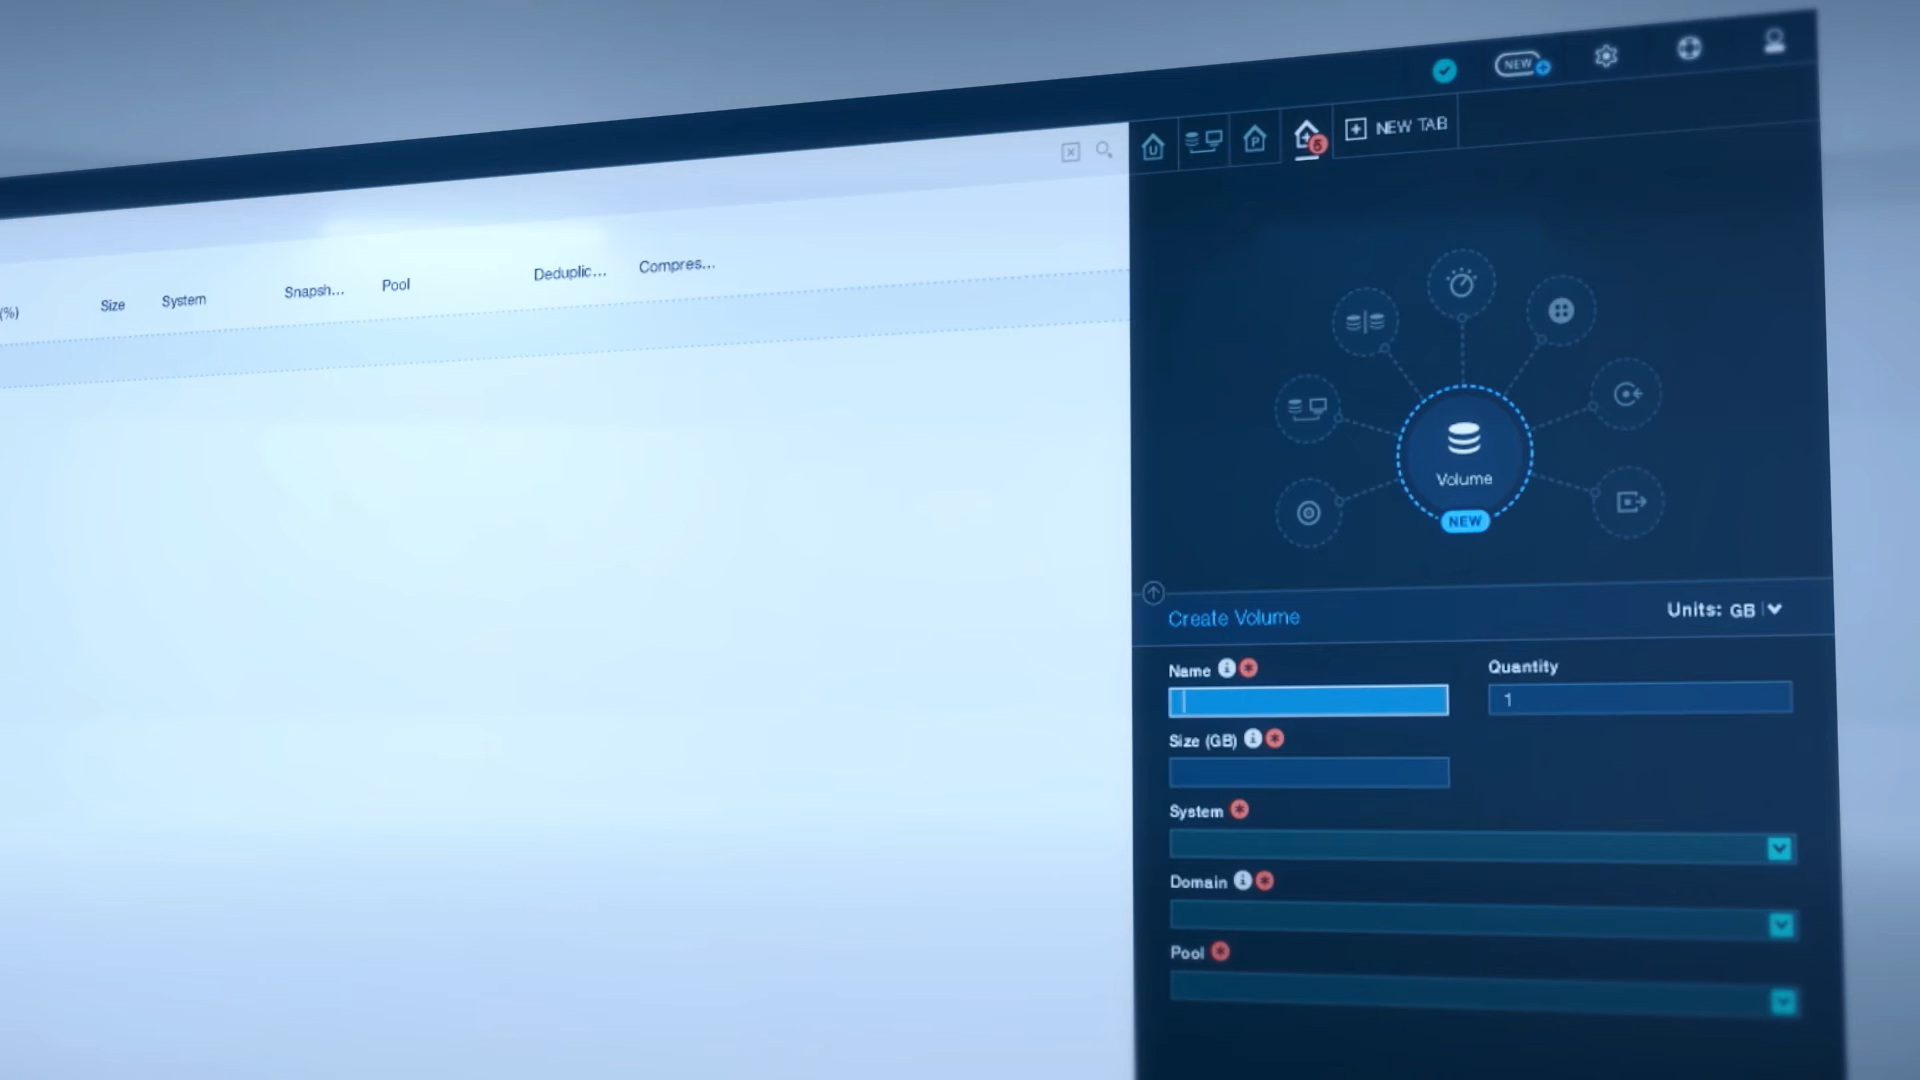 NEW
U
P
6
NEW TAB
(%)
Size
System
Snapsh...
Pool
Deduplic...
Compres...
Volume
NEW
Create Volume
Units: GB
Name
Quantity
1
Size (GB)
System
Domain
Pool